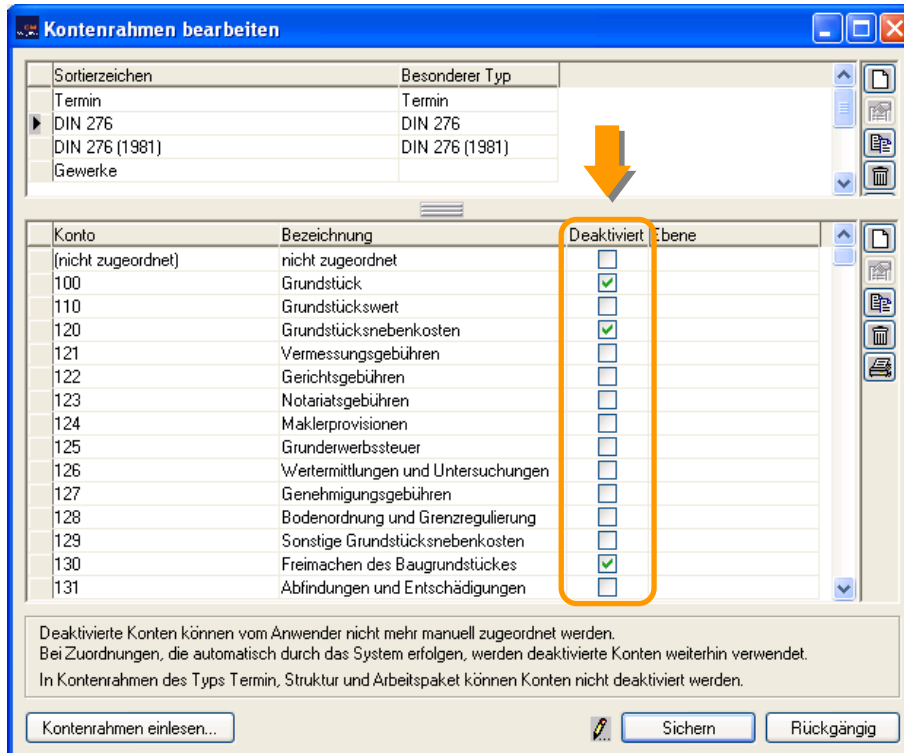 Kontenrahmen bearbeiten
Sortierzeichen Besonderer Typ
Termin Termin
DIN 276 DIN 276
DIN 276 (1981) DIN 276 (1981)
Gewerke
Konto Bezeichnung Deaktiviert Ebene
(nicht zugeordnet) nicht zugeordnet
100 Grundstück
110 Grundstückswert
120 Grundstücksnebenkosten
121 Vermessungsgebühren
122 Gerichtsgebühren
123 Notariatsgebühren
124 Maklerprovisionen
125 Grunderwerbssteuer
126 Wertermittlungen und Untersuchungen
127 Genehmigungsgebühren
128 Bodenordnung und Grenzregulierung
129 Sonstige Grundstücksnebenkosten
130 Freimachen des Baugrundstückes
131 Abfindungen und Entschädigungen
Deaktivierte Konten können vom Anwender nicht mehr manuell zugeordnet werden.
Bei Zuordnungen, die automatisch durch das System erfolgen, werden deaktivierte Konten weiterhin verwendet.
In Kontenrahmen des Typs Termin, Struktur und Arbeitspaket können Konten nicht deaktiviert werden.
Kontenrahmen einlesen... Sichern Rückgängig